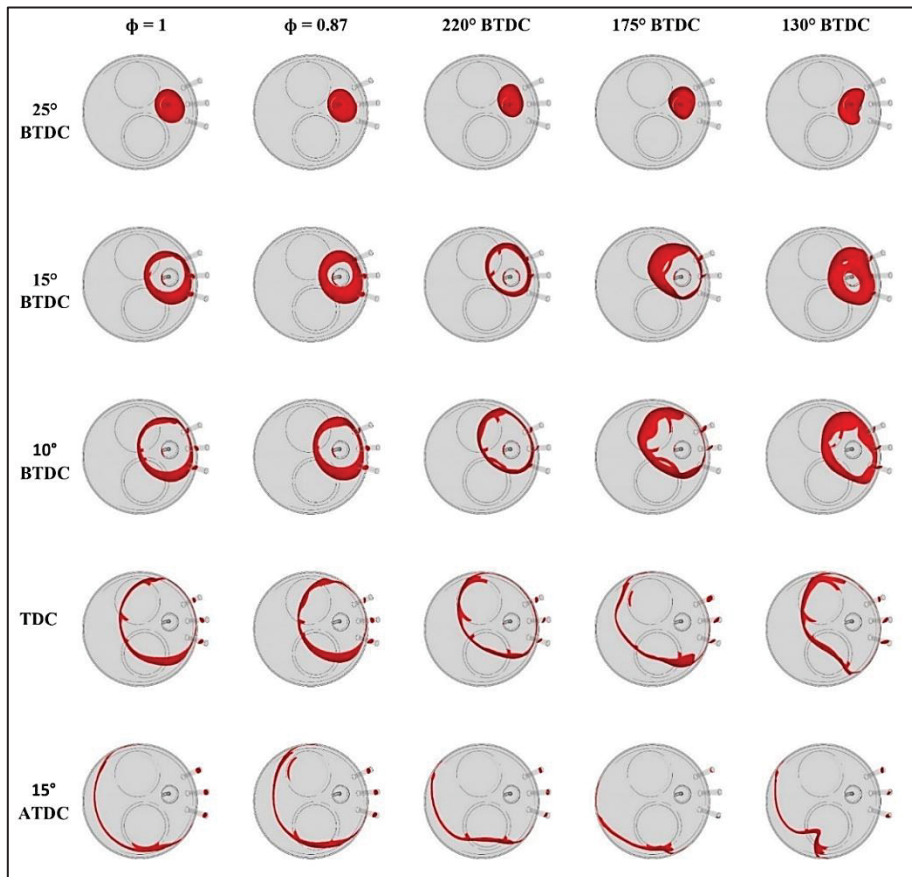 ϕ = 1 ϕ = 0.87 220° BTDC 175° BTDC 130° BTDC
25°
BTDC
15°
BTDC
10°
BTDC
TDC
15°
ATDC